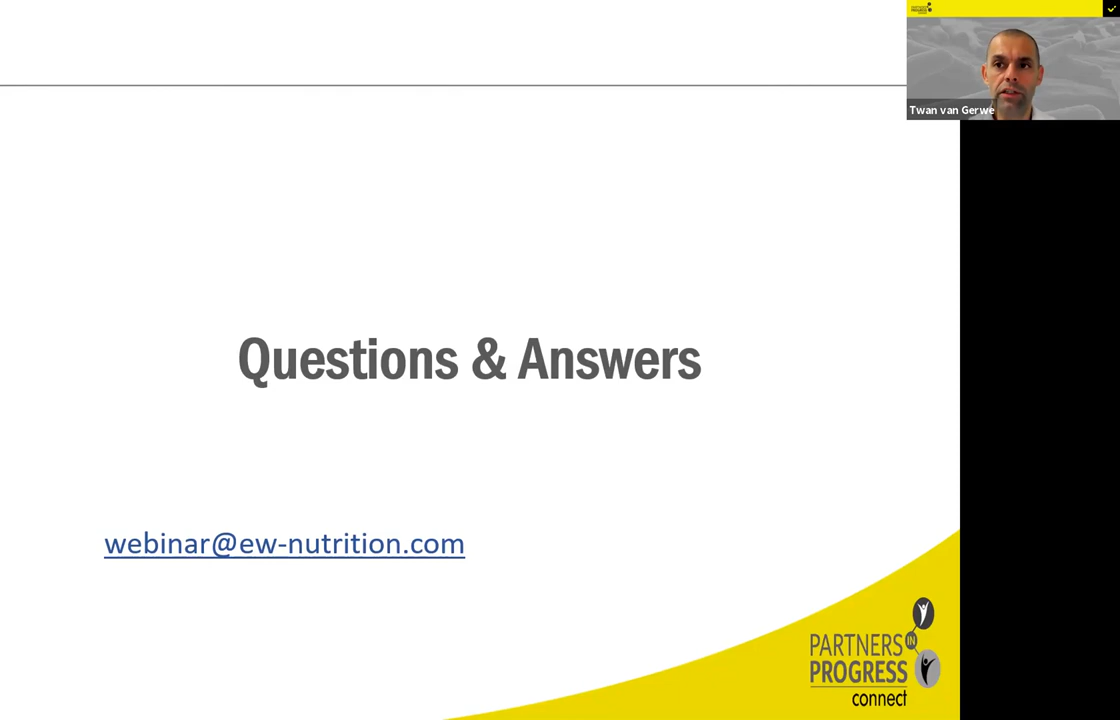 Twan van Gerwe
Questions & Answers
webinar@ew-nutrition.com
PARTNERS IN
PROGRESS
connect